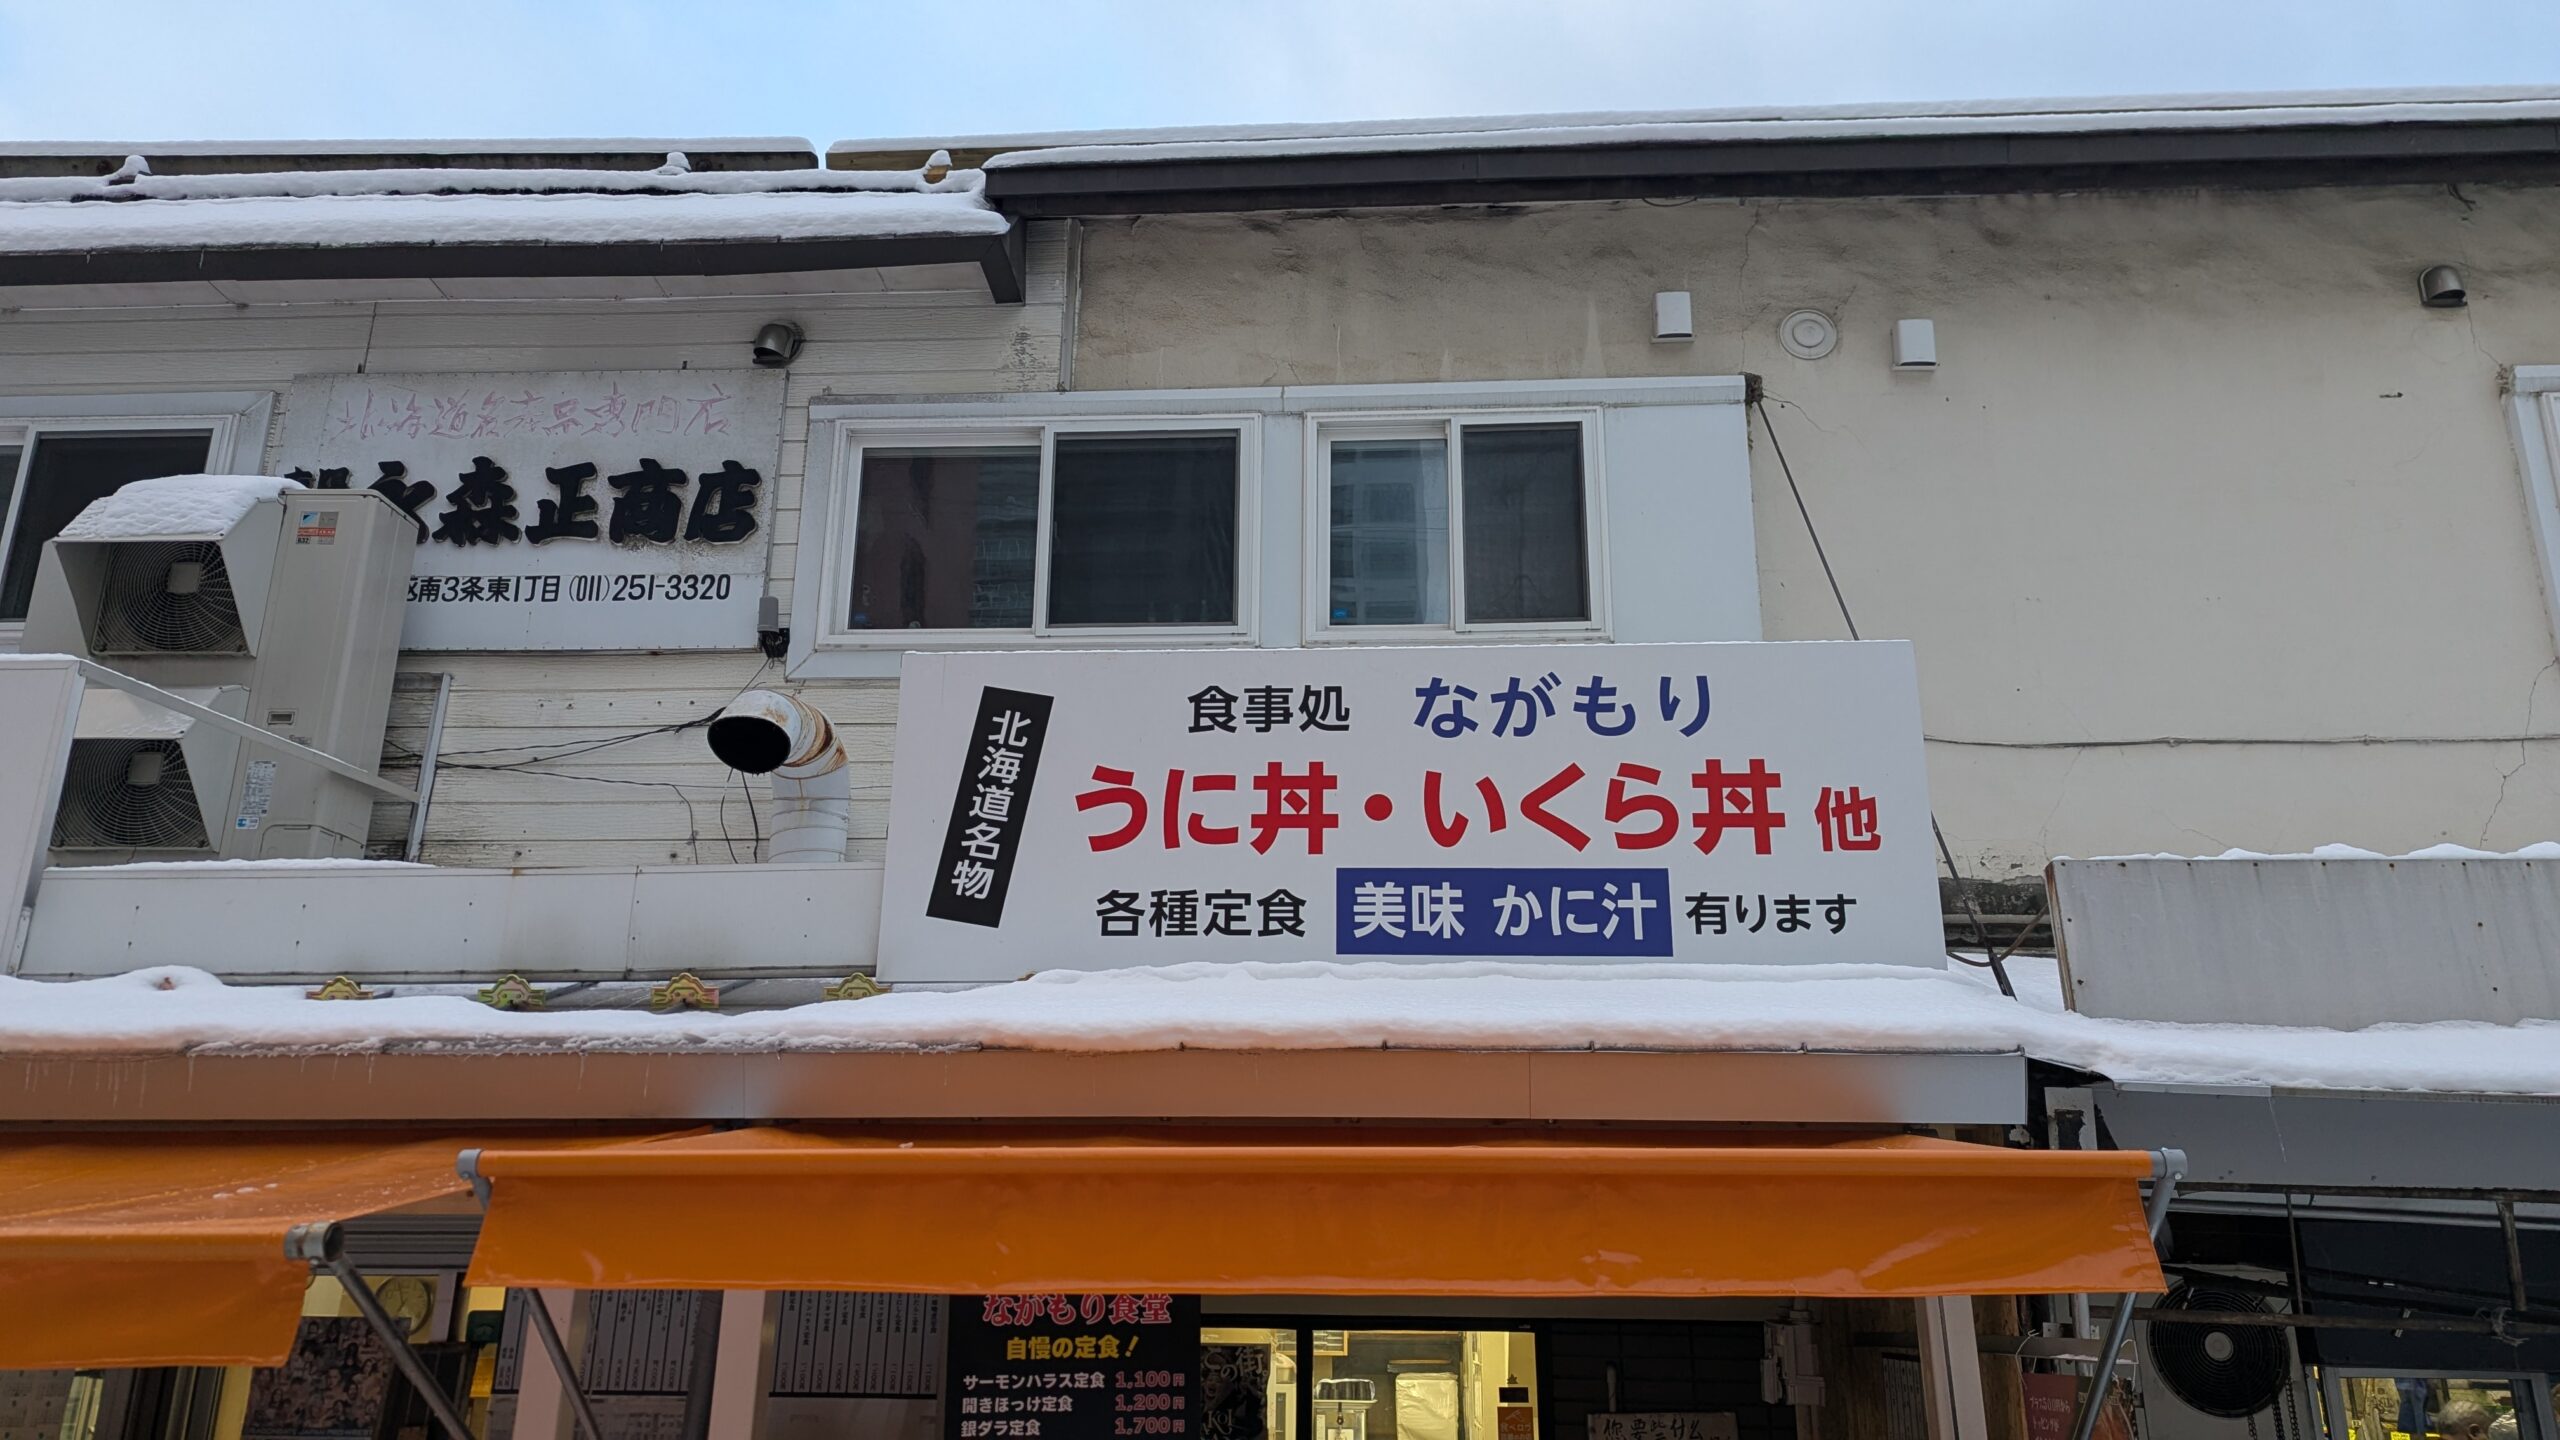 北海道名産品専門店
永森正商店
南3条東1丁目(011)251-3320
北海道名物
食事処 ながもり
うに丼・いくら丼 他
各種定食 美味 かに汁 有ります
ながもり食堂
自慢の定食!
サーモンハラス定食 1,100円
開きほっけ定食 1,200円
銀ダラ定食 1,700円
この街